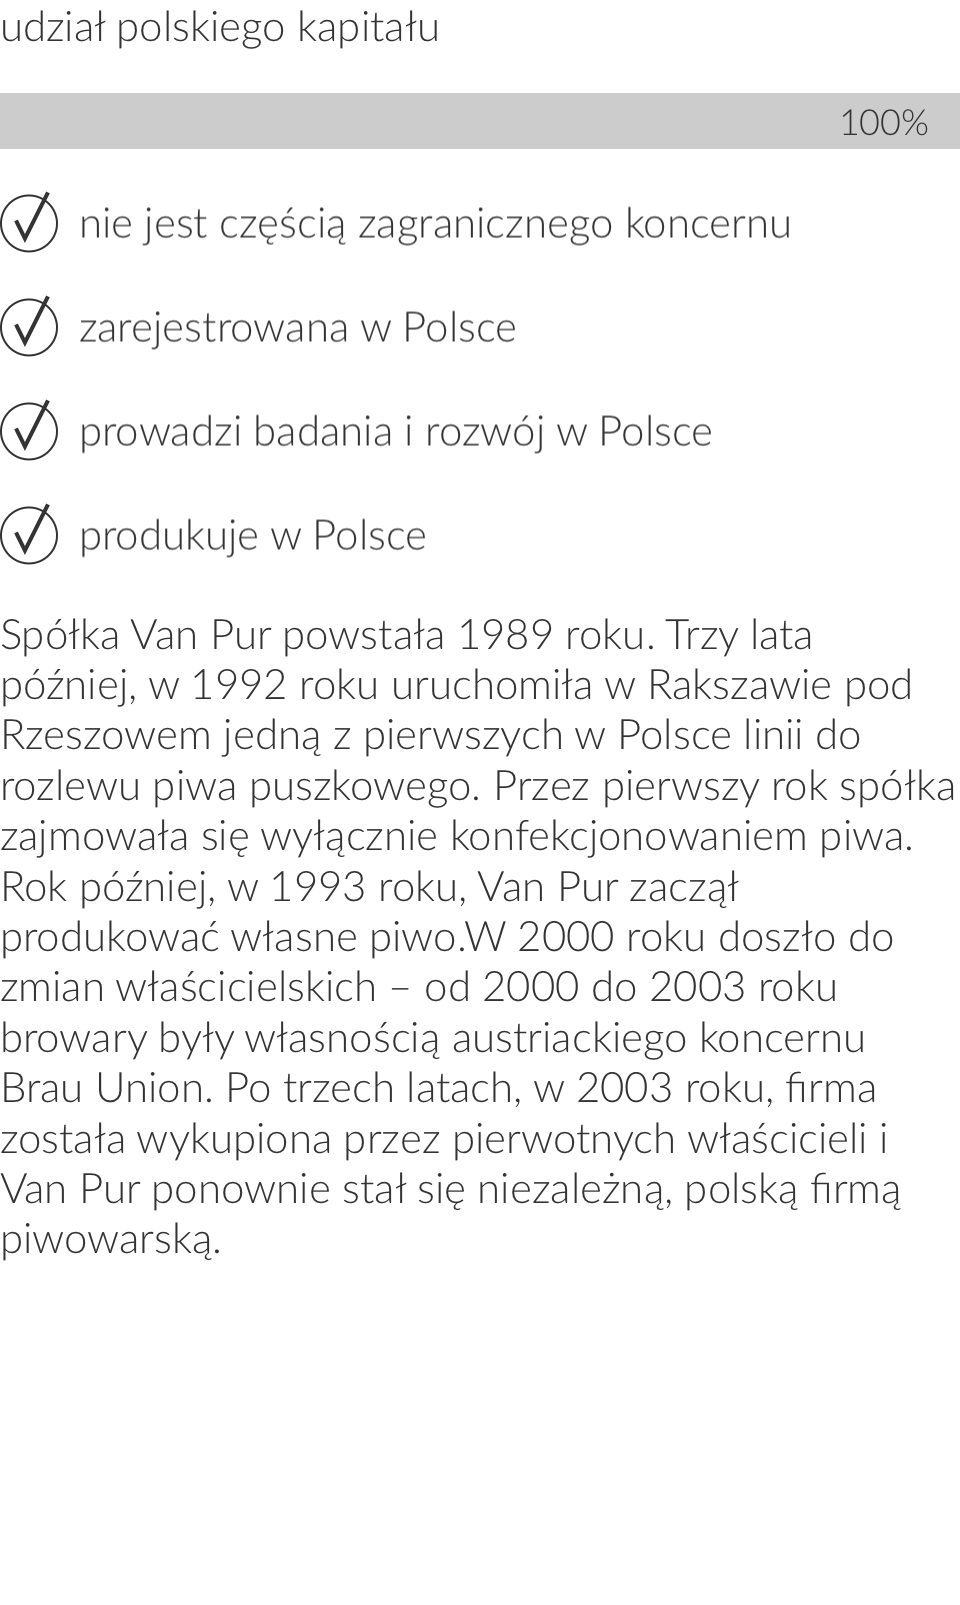 udział polskiego kapitału
100%
nie jest częścią zagranicznego koncernu
zarejestrowana w Polsce
prowadzi badania i rozwój w Polsce
produkuje w Polsce
Spółka Van Pur powstała 1989 roku. Trzy lata
później, w 1992 roku uruchomiła w Rakszawie pod
Rzeszowem jedną z pierwszych w Polsce linii do
rozlewu piwa puszkowego. Przez pierwszy rok spółka
zajmowała się wyłącznie konfekcjonowaniem piwa.
Rok później, w 1993 roku, Van Pur zaczął
produkować własne piwo.W 2000 roku doszło do
zmian właścicielskich – od 2000 do 2003 roku
browary były własnością austriackiego koncernu
Brau Union. Po trzech latach, w 2003 roku, firma
została wykupiona przez pierwotnych właścicieli i
Van Pur ponownie stał się niezależną, polską firmą
piwowarską.